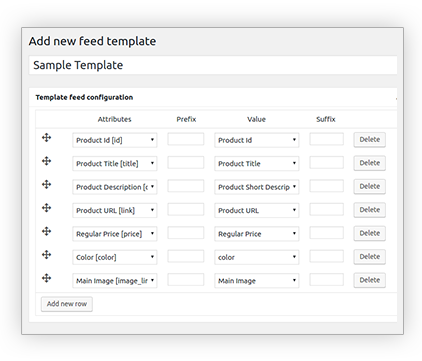 Add new feed template
Sample Template
Template feed configuration
Attributes Prefix Value Suffix
Product Id [id] Product Id Delete
Product Title [title] Product Title Delete
Product Description [c Product Short Descrip Delete
Product URL [link] Product URL Delete
Regular Price [price] Regular Price Delete
Color [color] color Delete
Main Image [image_lir Main Image Delete
Add new row